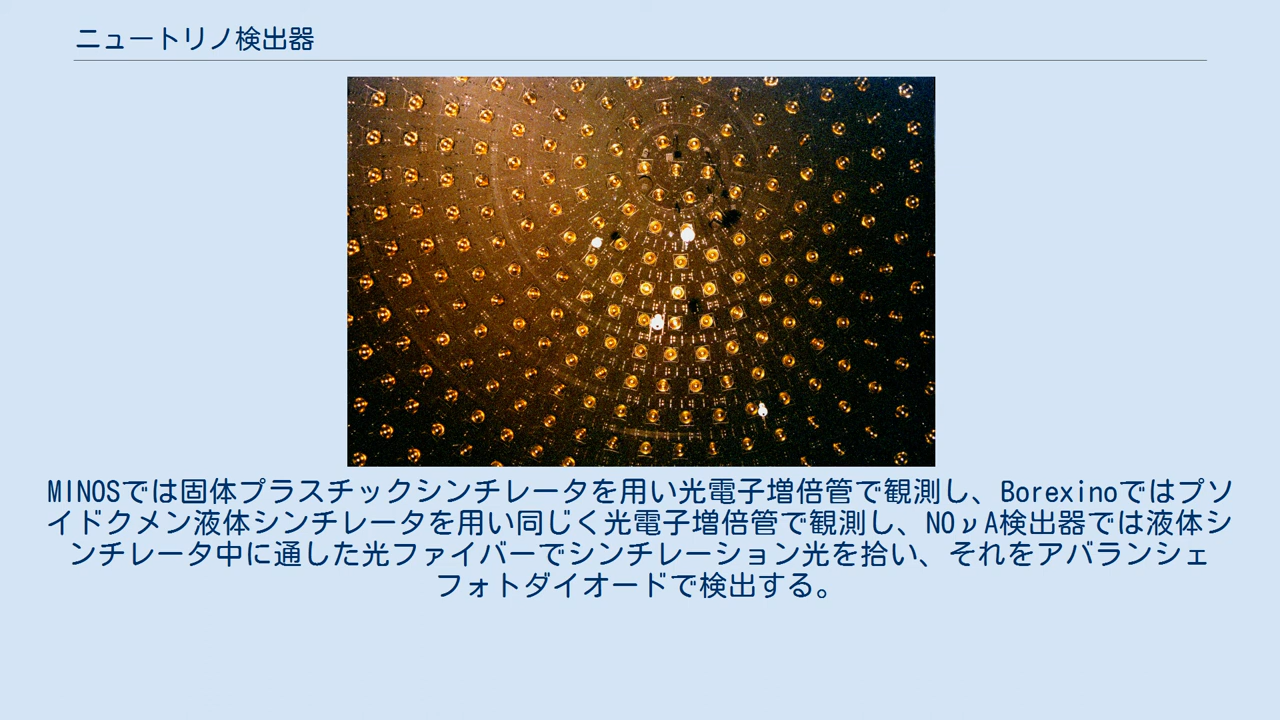 ニュートリノ検出器
MINOSでは固体プラスチックシンチレータを用い光電子増倍管で観測し、Borexinoではプソ
イドクメン液体シンチレータを用い同じく光電子増倍管で観測し、NOνA検出器では液体シ
ンチレータ中に通した光ファイバーでシンチレーション光を拾い、それをアバランシェ
フォトダイオードで検出する。